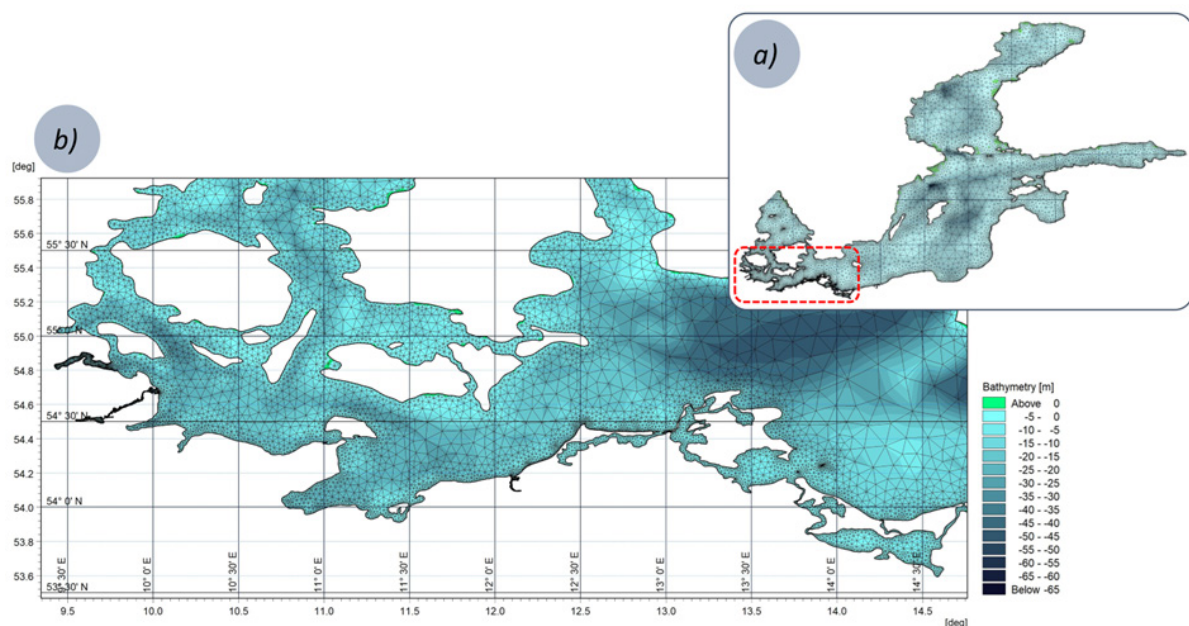 a)
b)
[deg]
55.8
55.6
55° 30' N
55.4
55.2
55.0
54.8
54.6
54° 30' N
54.4
54.2
54° 0' N
54.0
53.8
53.6
53° 30' N
10° 0' E
10° 30' E
11° 0' E
11° 30' E
12° 0' E
12° 30' E
13° 0' E
13° 30' E
14° 0' E
14° 30' E
9.5 10.0 10.5 11.0 11.5 12.0 12.5 13.0 13.5 14.0 14.5
[deg]
Bathymetry [m]
Above 0
-5 - 0
-10 - -5
-15 - -10
-20 - -15
-25 - -20
-30 - -25
-35 - -30
-40 - -35
-45 - -40
-50 - -45
-55 - -50
-60 - -55
-65 - -60
Below -65